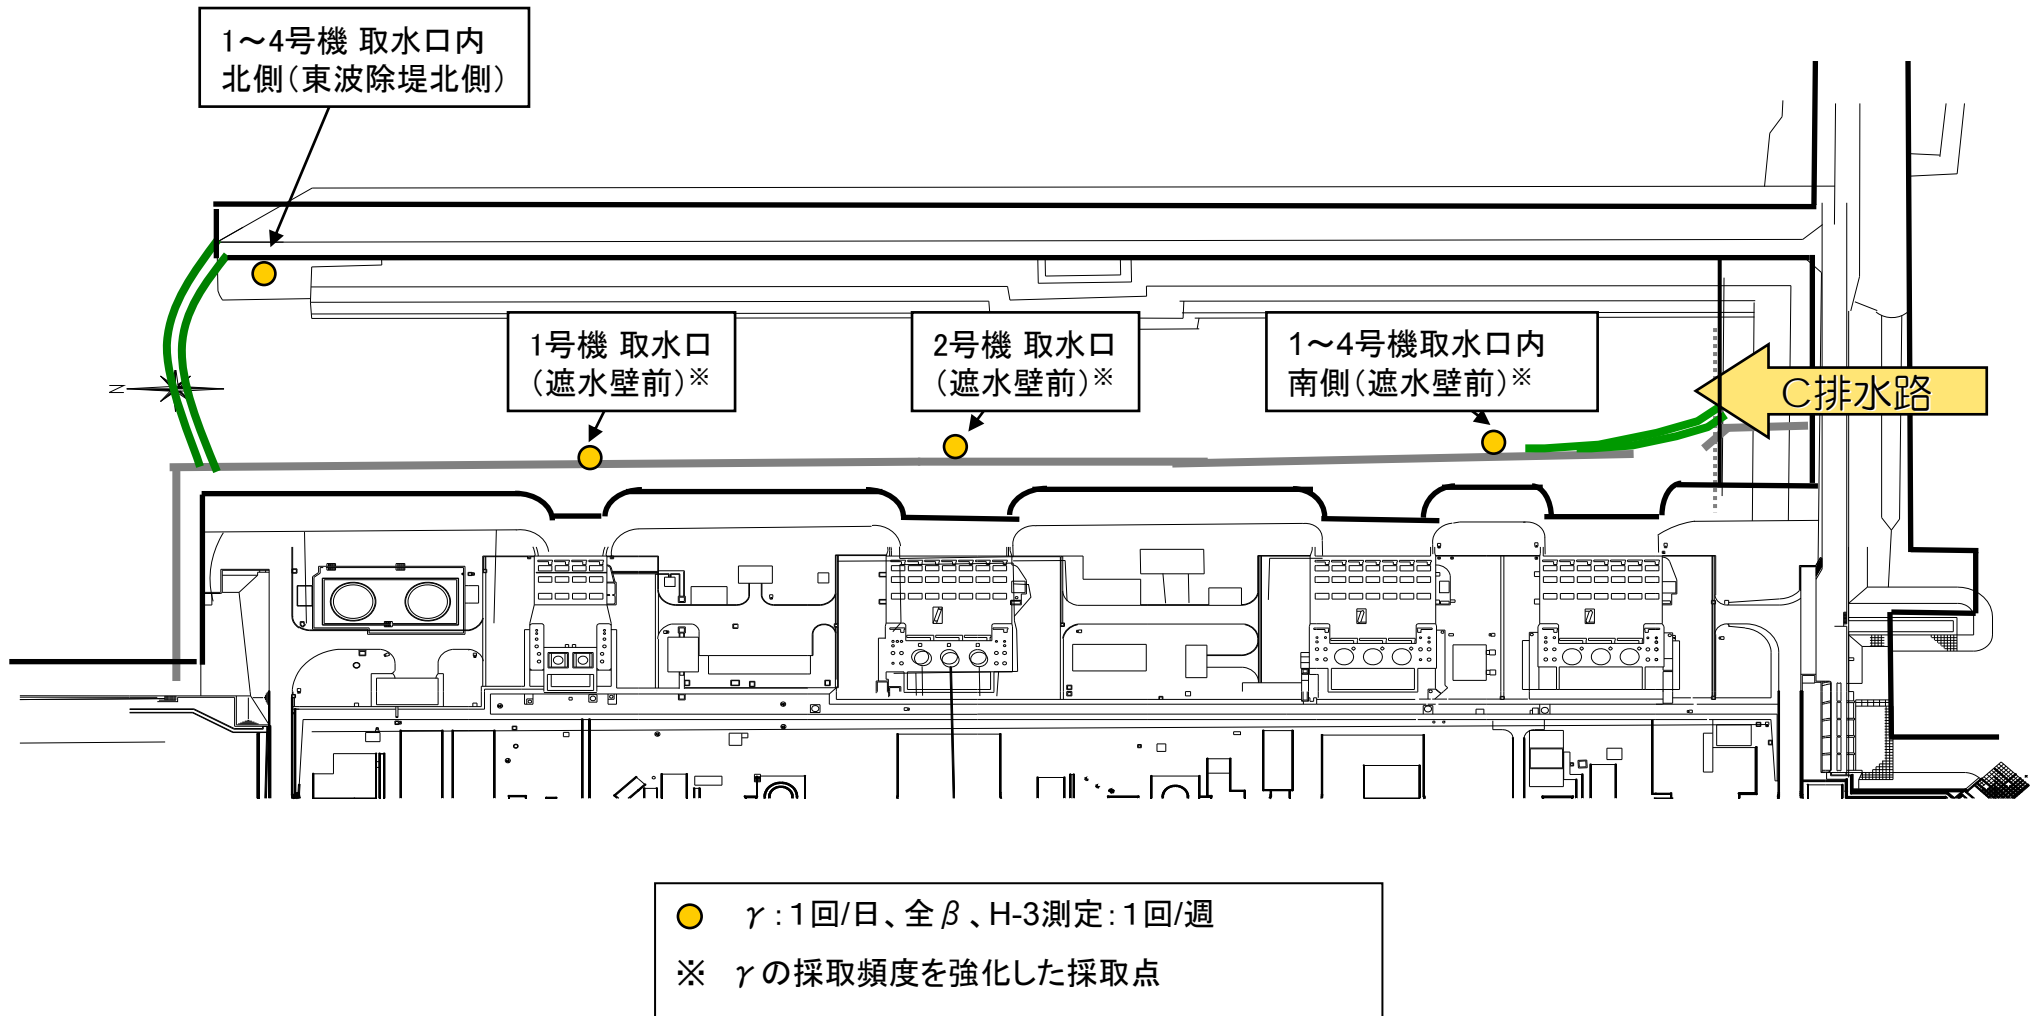 1～4号機 取水口内
北側（東波除堤北側）
1号機 取水口
（遮水壁前）※
2号機 取水口
（遮水壁前）※
1～4号機取水口内
南側（遮水壁前）※
C排水路
N
γ：1回/日、全β、H-3測定：1回/週
※ γの採取頻度を強化した採取点